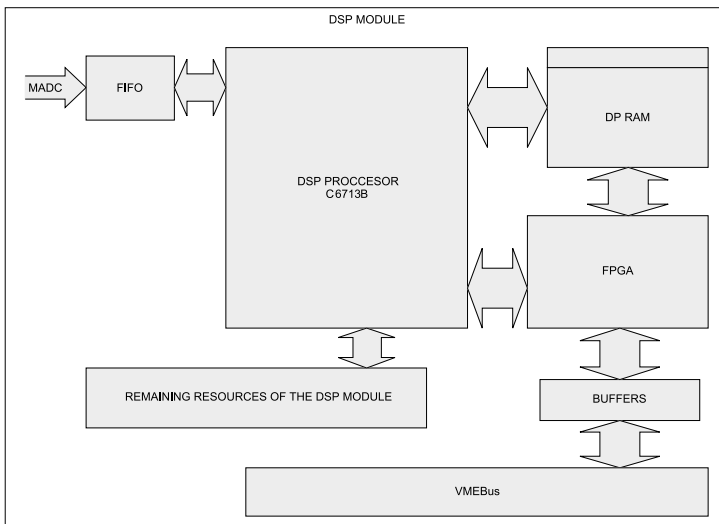 DSP MODULE
MADC
FIFO
DP RAM
DSP PROCCESOR
C6713B
FPGA
REMAINING RESOURCES OF THE DSP MODULE
BUFFERS
VMEBus